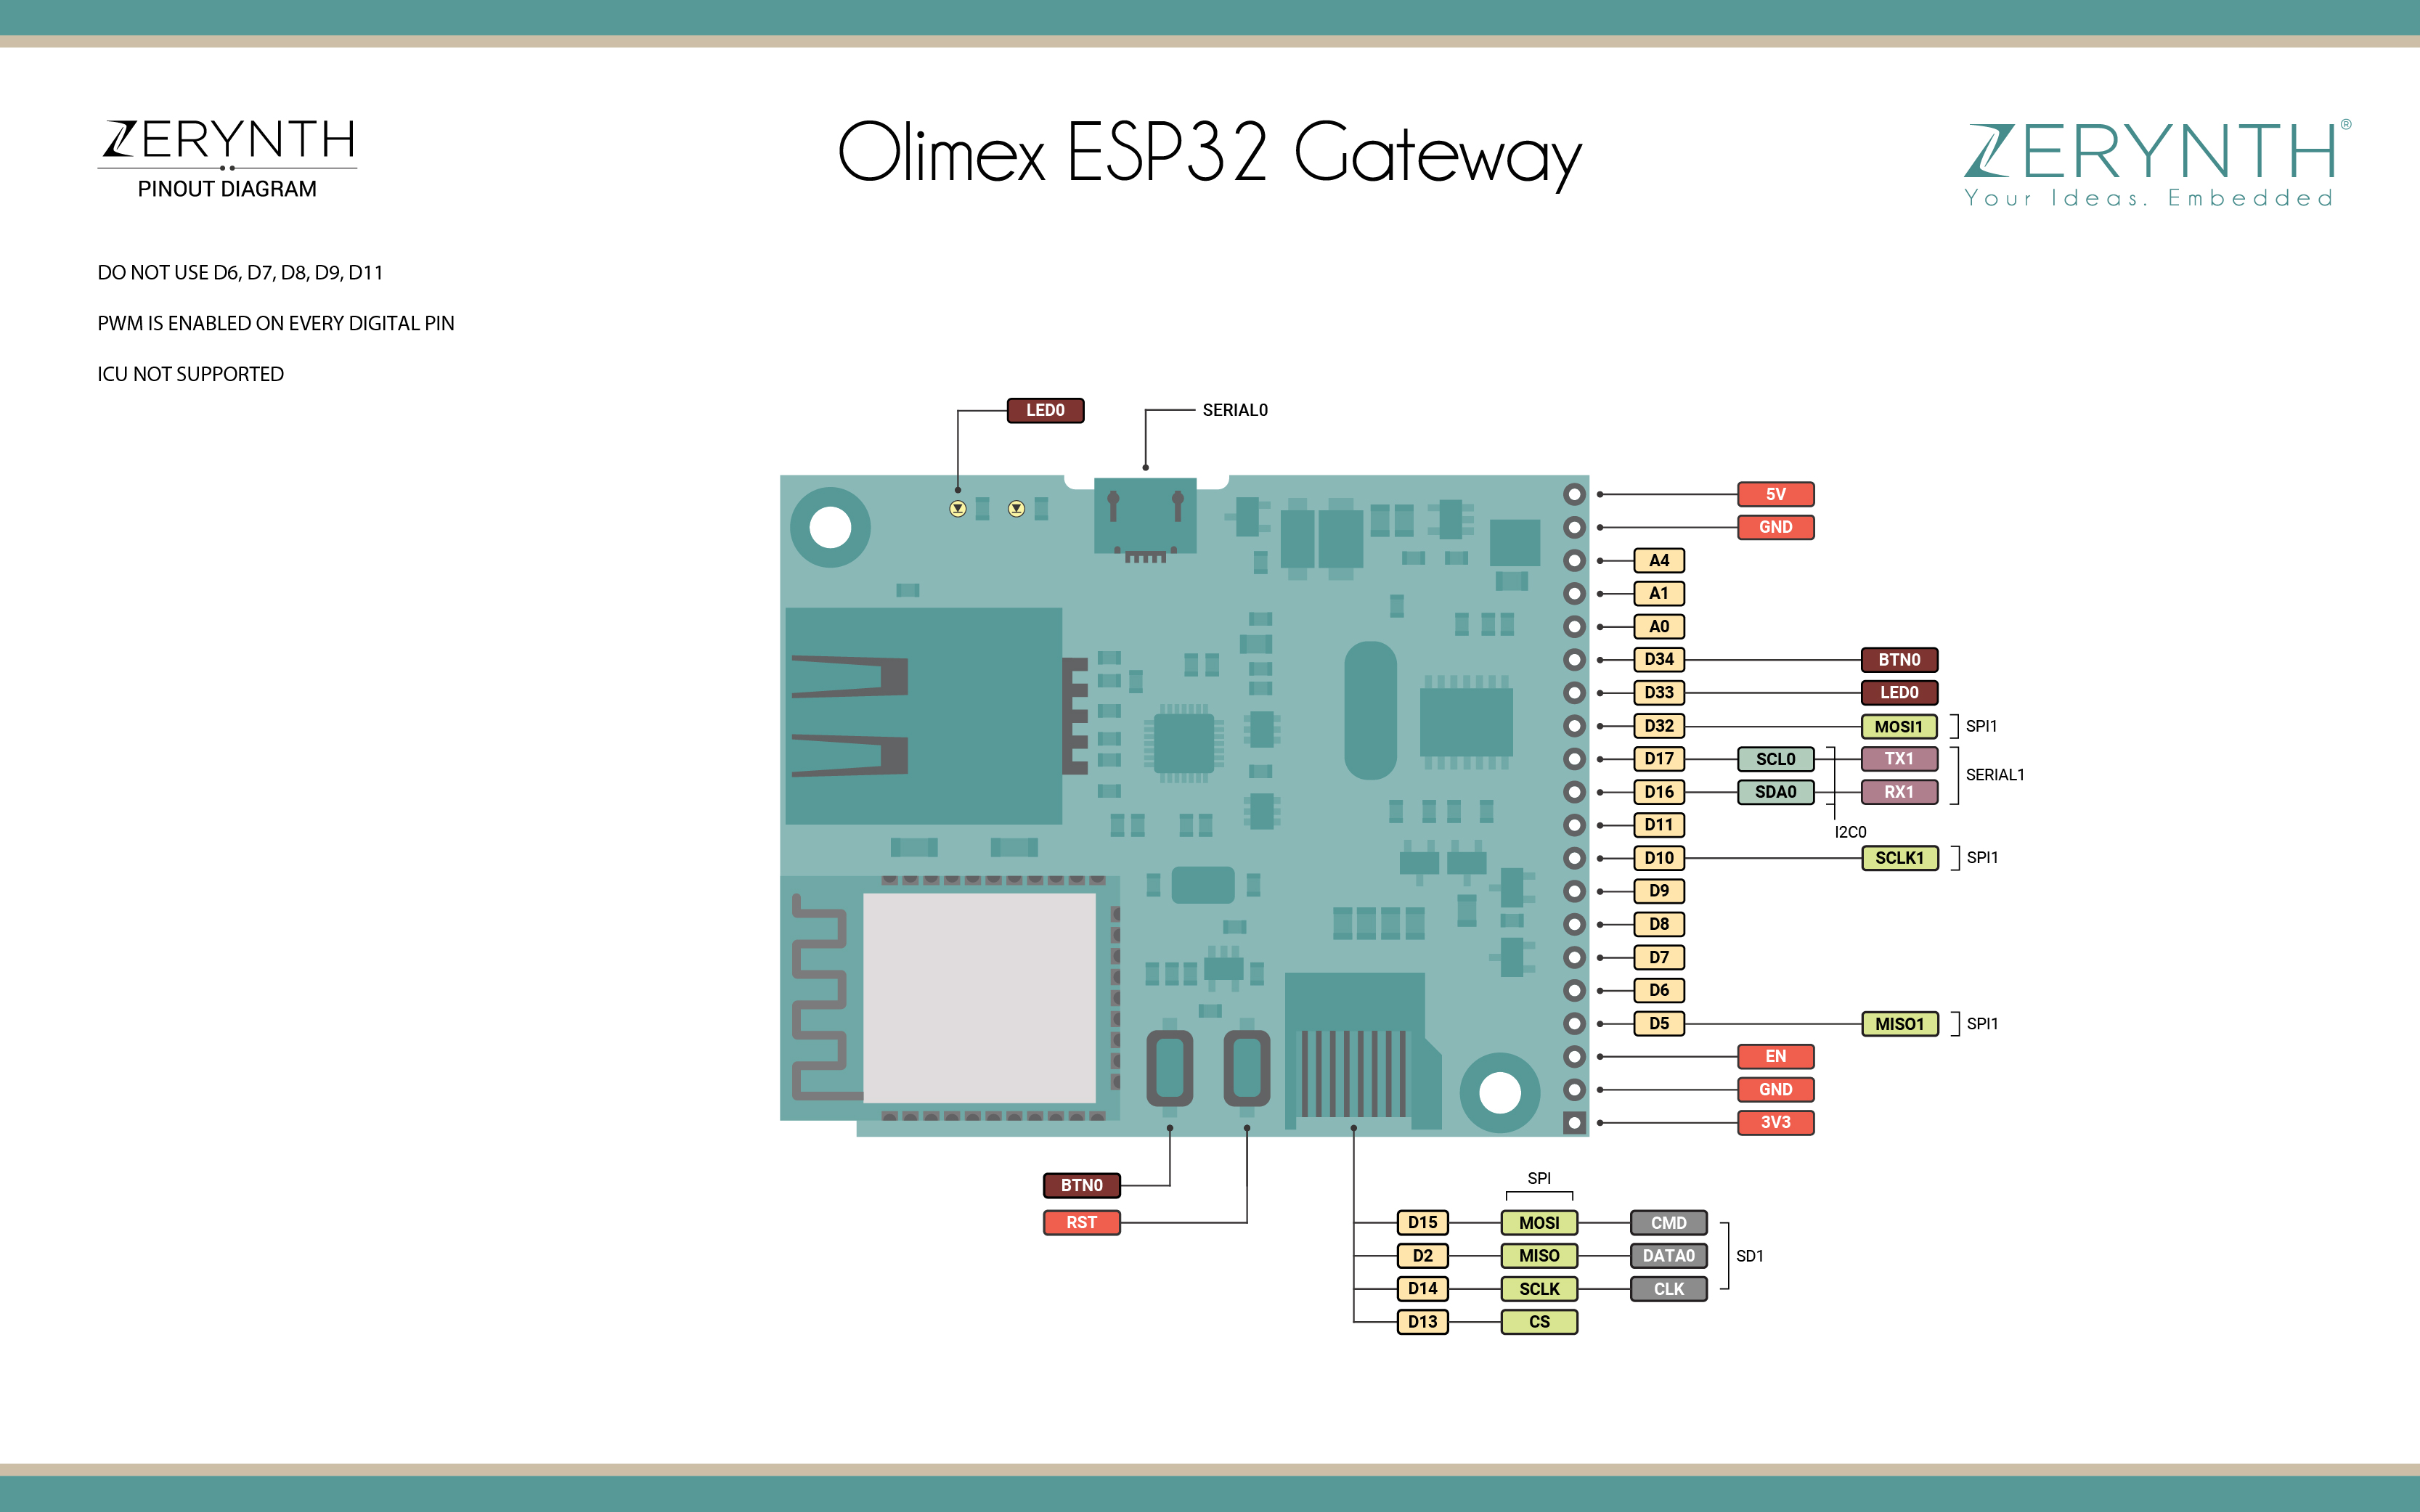 ZERYNTH
PINOUT DIAGRAM
Olimex ESP32 Gateway
ZERYNTH®
Your Ideas. Embedded
DO NOT USE D6, D7, D8, D9, D11
PWM IS ENABLED ON EVERY DIGITAL PIN
ICU NOT SUPPORTED
LED0
SERIAL0
5V
GND
A4
A1
A0
D34 BTN0
D33 LED0
D32 MOSI1 SPI1
D17 SCL0 TX1
SERIAL1
D16 SDA0 RX1
I2C0
D11
D10 SCLK1 SPI1
D9
D8
D7
D6
D5 MISO1 SPI1
EN
GND
3V3
BTN0
RST
SPI
D15 MOSI CMD
D2 MISO DATA0 SD1
D14 SCLK CLK
D13 CS